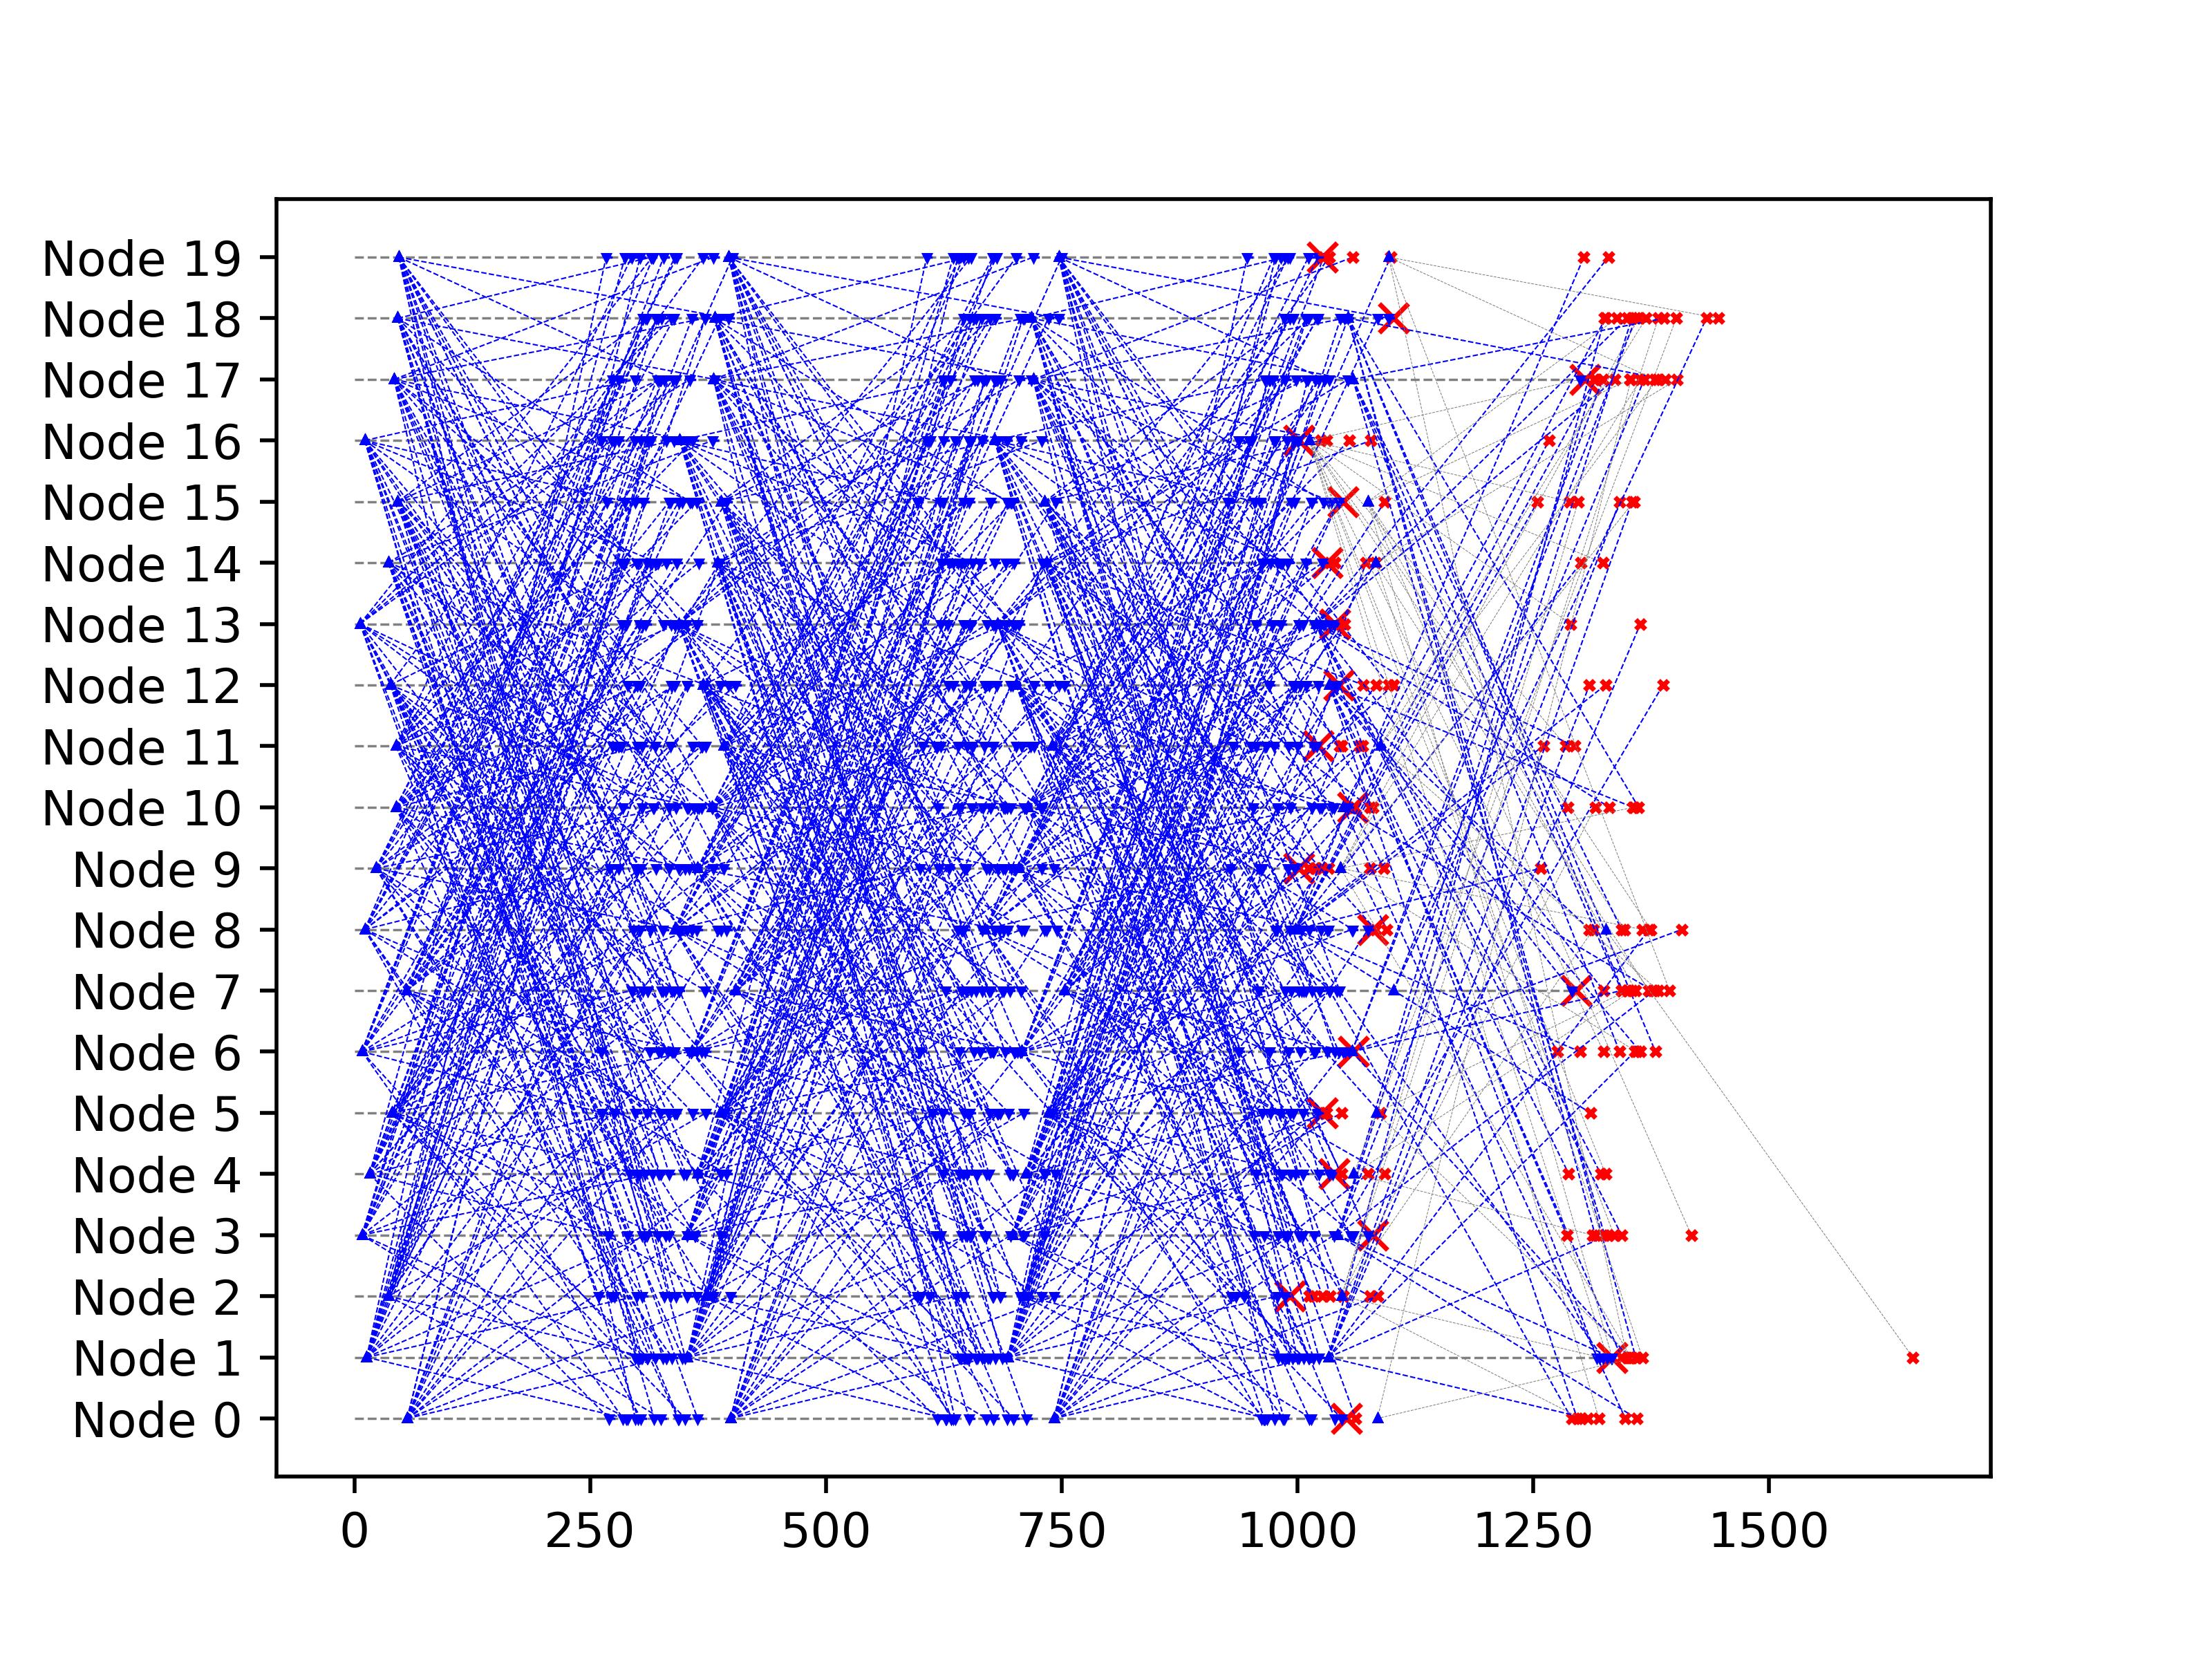 Node 19
Node 18
Node 17
Node 16
Node 15
Node 14
Node 13
Node 12
Node 11
Node 10
Node 9
Node 8
Node 7
Node 6
Node 5
Node 4
Node 3
Node 2
Node 1
Node 0
0 250 500 750 1000 1250 1500